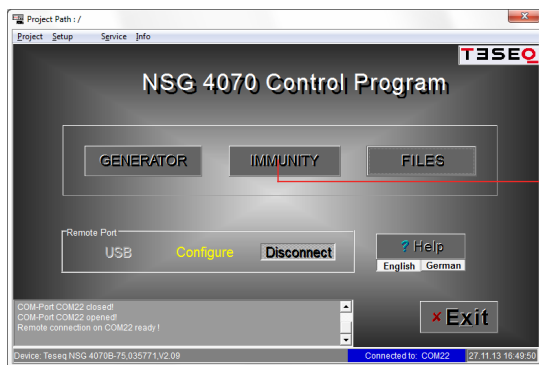 Project Path : /
Project Setup Service Info
TESEQ
NSG 4070 Control Program
GENERATOR IMMUNITY FILES
Remote Port
USB Configure Disconnect
? Help
English German
COM-Port COM22 closed!
COM-Port COM22 opened!
Remote connection on COM22 ready !
×Exit
Device: Teseq NSG 4070B-75,035771,V2.09 Connected to: COM22 27.11.13 16:49:50